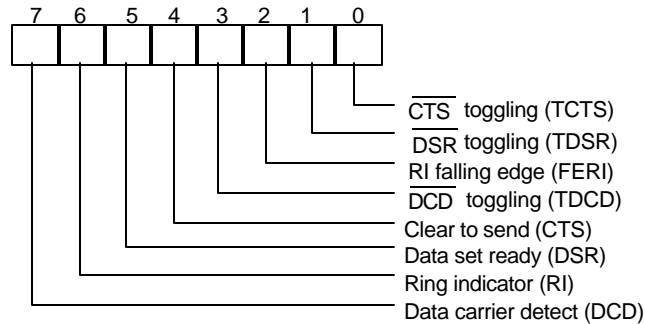 7 6 5 4 3 2 1 0
CTS toggling (TCTS)
DSR toggling (TDSR)
RI falling edge (FERI)
DCD toggling (TDCD)
Clear to send (CTS)
Data set ready (DSR)
Ring indicator (RI)
Data carrier detect (DCD)